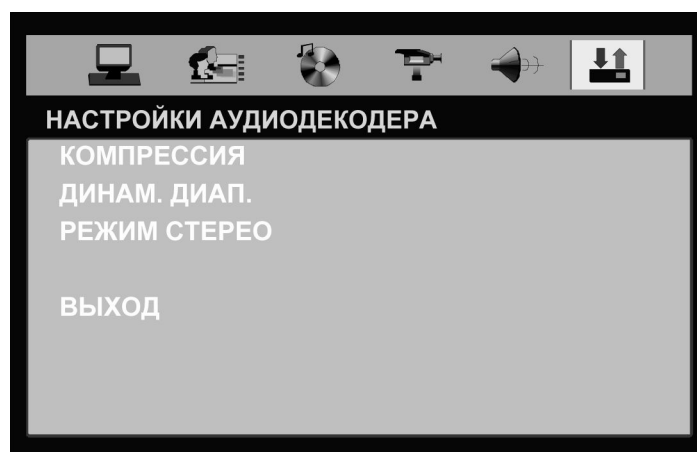 НАСТРОЙКИ АУДИОДЕКОДЕРА
КОМПРЕССИЯ
ДИНАМ. ДИАП.
РЕЖИМ СТЕРЕО
ВЫХОД